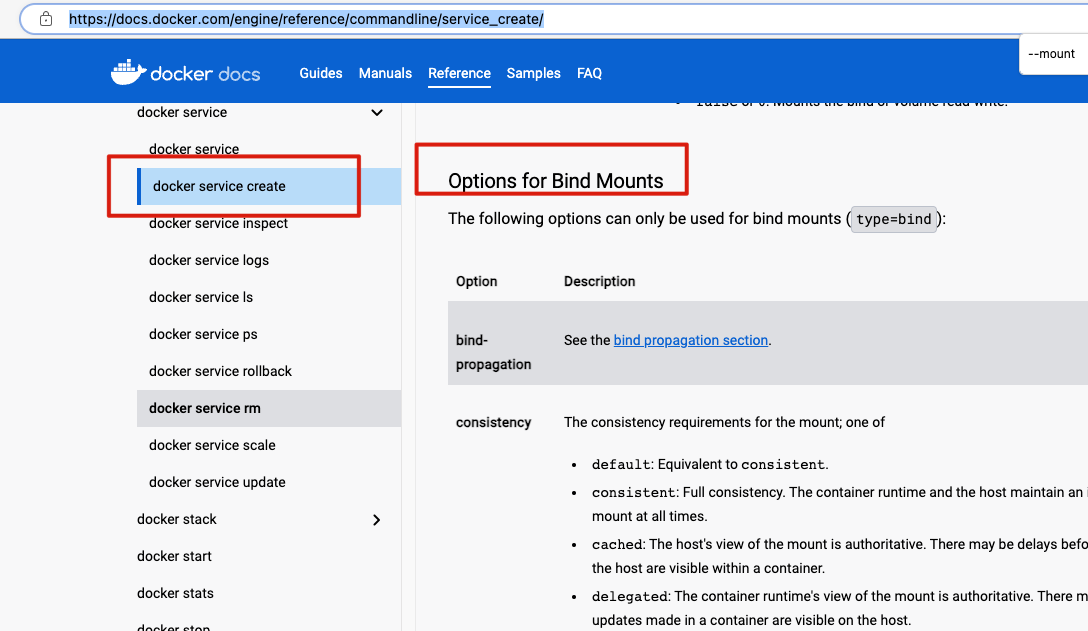 https://docs.docker.com/engine/reference/commandline/service_create/
--mount
docker docs
Guides
Manuals
Reference
Samples
FAQ
docker service
docker service
docker service create
docker service inspect
docker service logs
docker service ls
docker service ps
docker service rollback
docker service rm
docker service scale
docker service update
docker stack
docker start
docker stats
docker stop
false or 0: Mounts the bind or volume read-write.
Options for Bind Mounts
The following options can only be used for bind mounts (type=bind):
Option Description
bind-
propagation
See the bind propagation section.
consistency
The consistency requirements for the mount; one of
• default: Equivalent to consistent.
• consistent: Full consistency. The container runtime and the host maintain an
mount at all times.
• cached: The host's view of the mount is authoritative. There may be delays befo
the host are visible within a container.
• delegated: The container runtime's view of the mount is authoritative. There m
updates made in a container are visible on the host.